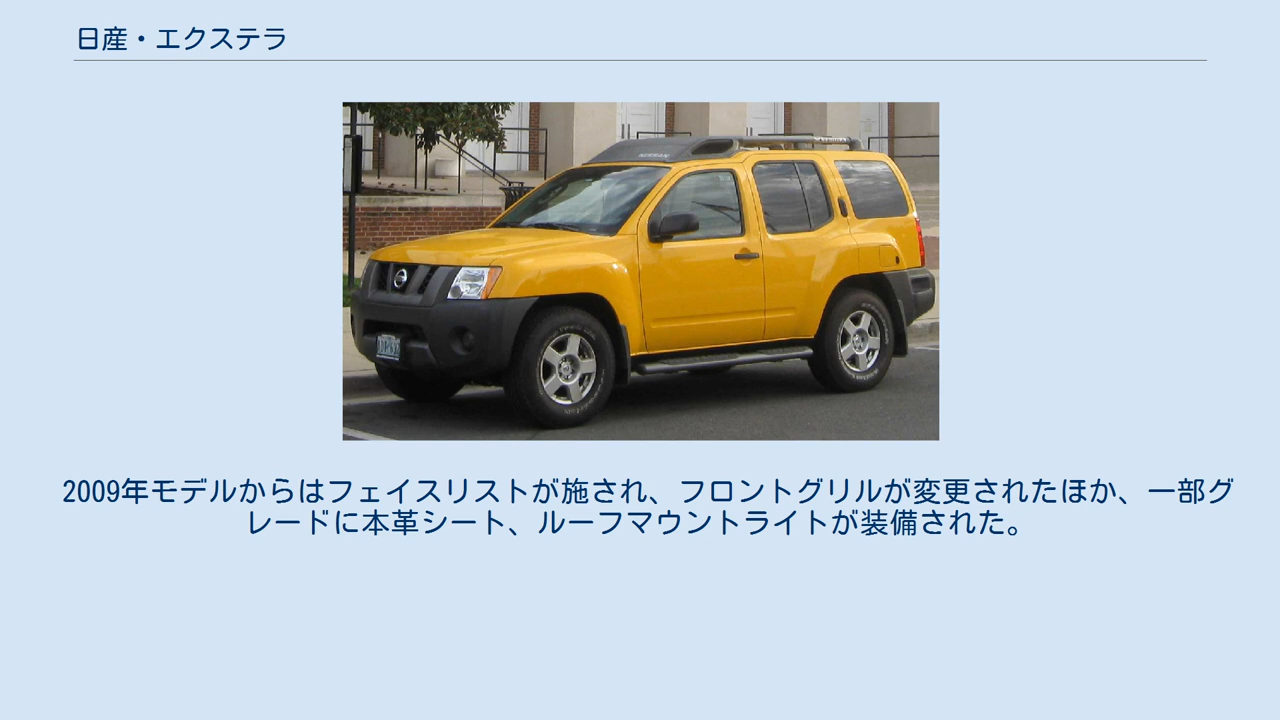 日産・エクステラ
NISSAN
2009年モデルからはフェイスリストが施され、フロントグリルが変更されたほか、一部グ
レードに本革シート、ルーフマウントライトが装備された。